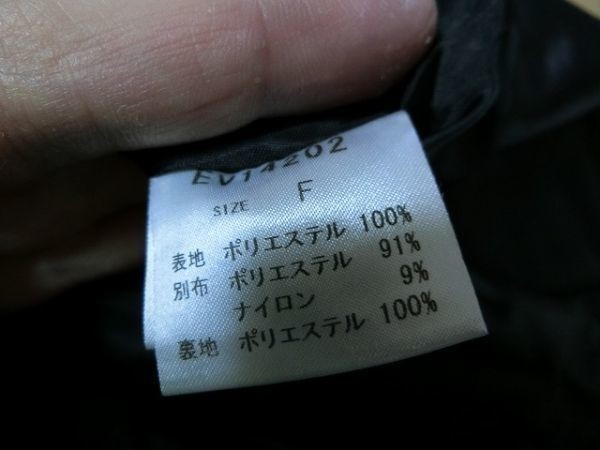 EV14202
SIZE F
表地 ポリエステル 100%
別布 ポリエステル 91%
ナイロン 9%
裏地 ポリエステル 100%